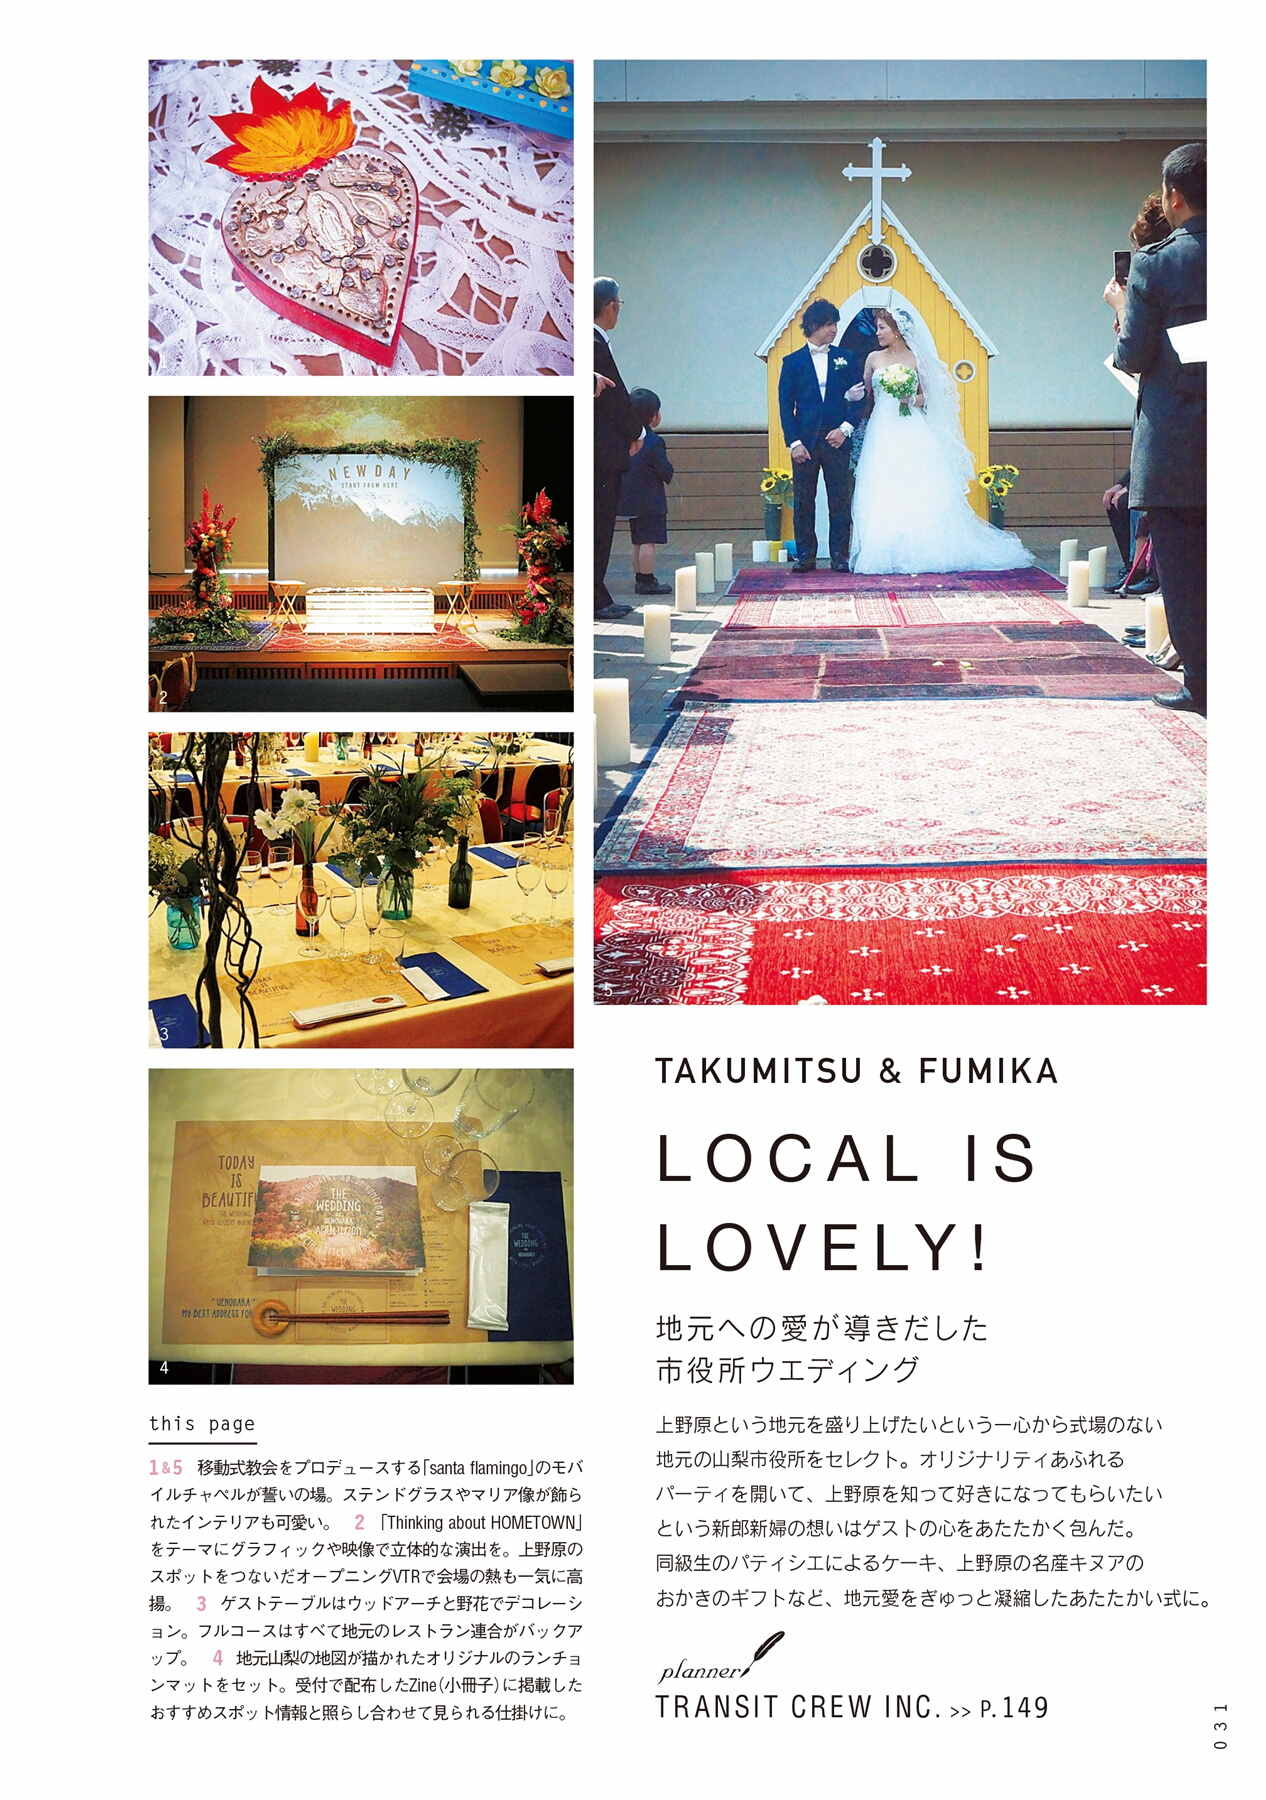 1
NEW DAY
START FROM HERE
2
3
TODAY
IS
BEAUTIFUL
TODAY
IS
BEAUTIF
THE WEDDING
THE
WEDDING
UENOHARA
THE
WEDDING
"UENOHARA"
MY BEST ADDRESS FOR
THE
WEDDING
4
5
TAKUMITSU & FUMIKA
LOCAL IS
LOVELY!
地元への愛が導きだした
市役所ウエディング
上野原という地元を盛り上げたいという一心から式場のない
地元の山梨市役所をセレクト。オリジナリティあふれる
パーティを開いて、上野原を知って好きになってもらいたい
という新郎新婦の想いはゲストの心をあたたかく包んだ。
同級生のパティシエによるケーキ、上野原の名産キヌアの
おかきのギフトなど、地元愛をぎゅっと凝縮したあたたかい式に。
planner
TRANSIT CREW INC. >> P.149
this page
1&5 移動式教会をプロデュースする「santa flamingo」のモバ
イルチャペルが誓いの場。ステンドグラスやマリア像が飾ら
れたインテリアも可愛い。 2 「Thinking about HOMETOWN」
をテーマにグラフィックや映像で立体的な演出を。上野原の
スポットをつないだオープニングVTRで会場の熱も一気に高
揚。 3 ゲストテーブルはウッドアーチと野花でデコレーシ
ョン。フルコースはすべて地元のレストラン連合がバックア
ップ。 4 地元山梨の地図が描かれたオリジナルのランチョ
ンマットをセット。受付で配布したZine（小冊子）に掲載した
おすすめスポット情報と照らし合わせて見られる仕掛けに。
031